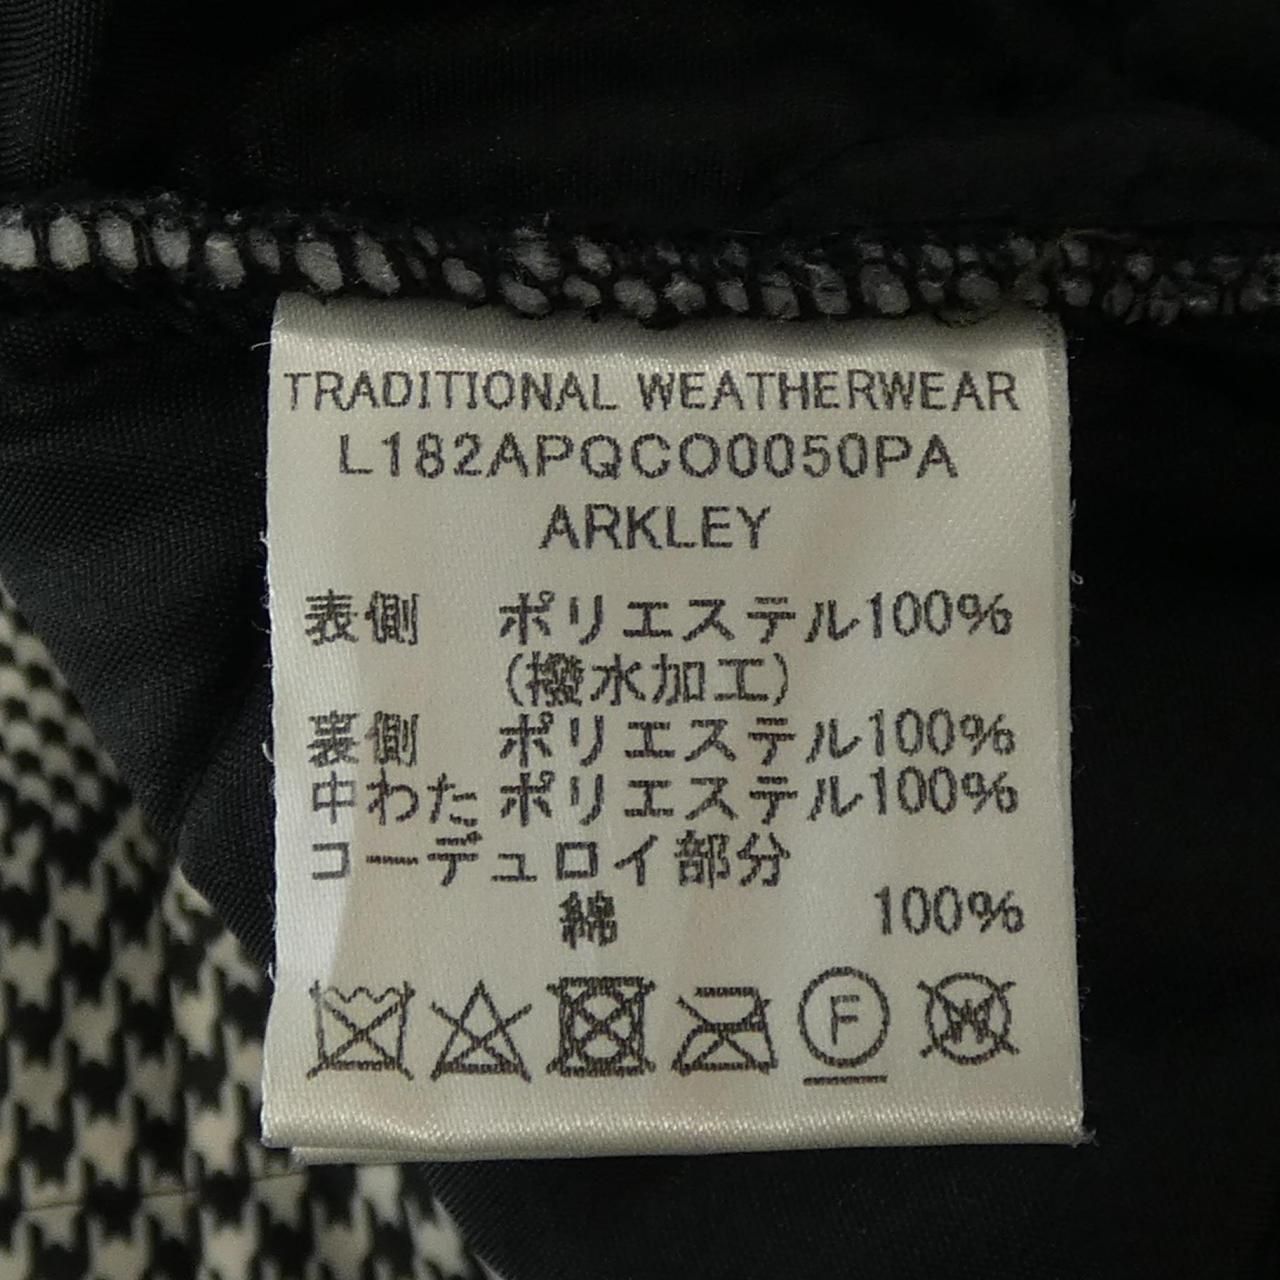 TRADITIONAL WEATHERWEAR
L182APQCO0050PA
ARKLEY
表側 ポリエステル100%
(撥水加工)
裏側 ポリエステル100%
中わた ポリエステル100%
コーデュロイ部分
綿 100%
F W